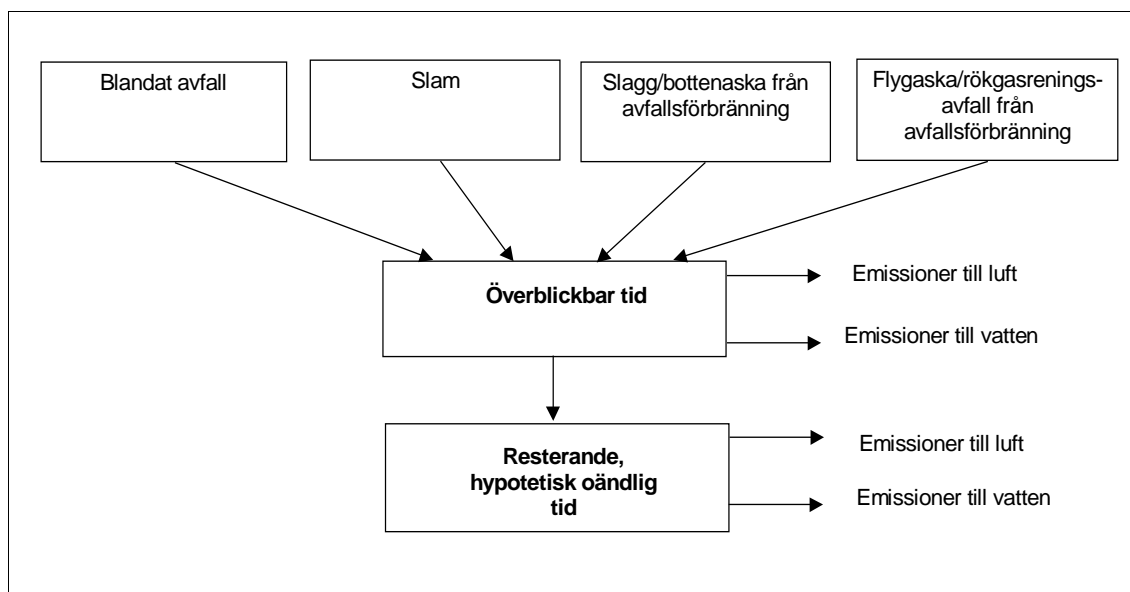 Blandat avfall
Slam
Slagg/bottenaska från
avfallsförbränning
Flygaska/rökgasrenings-
avfall från
avfallsförbränning
Överblickbar tid
Emissioner till luft
Emissioner till vatten
Resterande,
hypotetisk oändlig
tid
Emissioner till luft
Emissioner till vatten